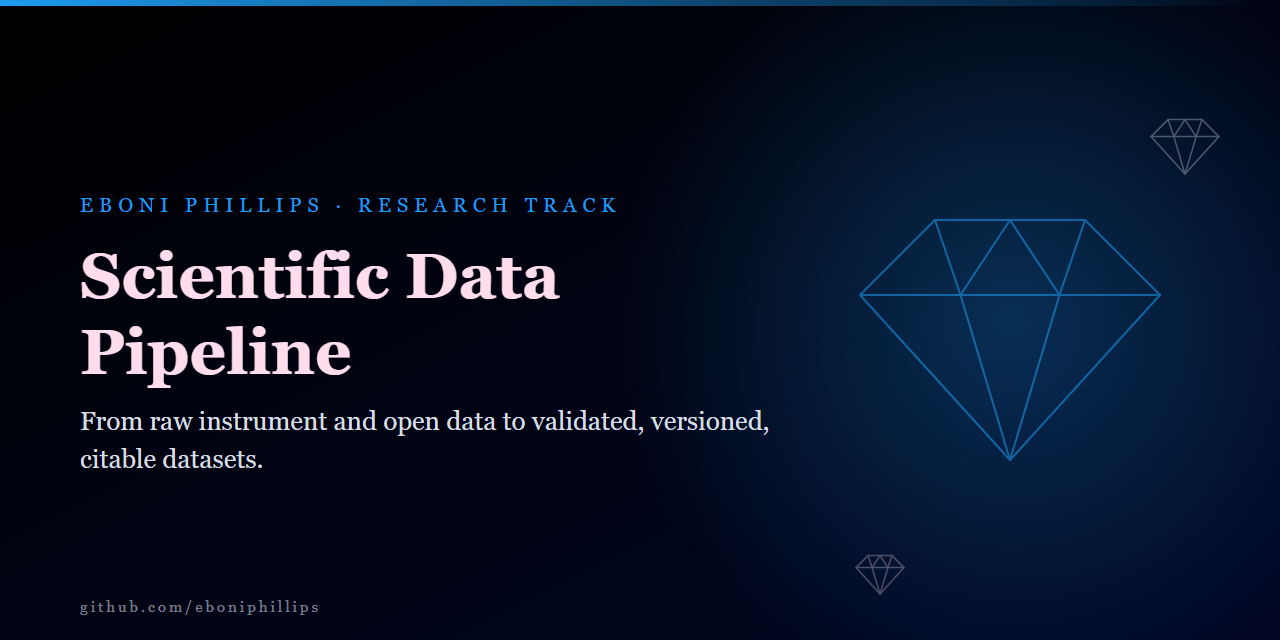 EBONI PHILLIPS · RESEARCH TRACK
Scientific Data
Pipeline
From raw instrument and open data to validated, versioned,
citable datasets.
github.com/eboniphillips